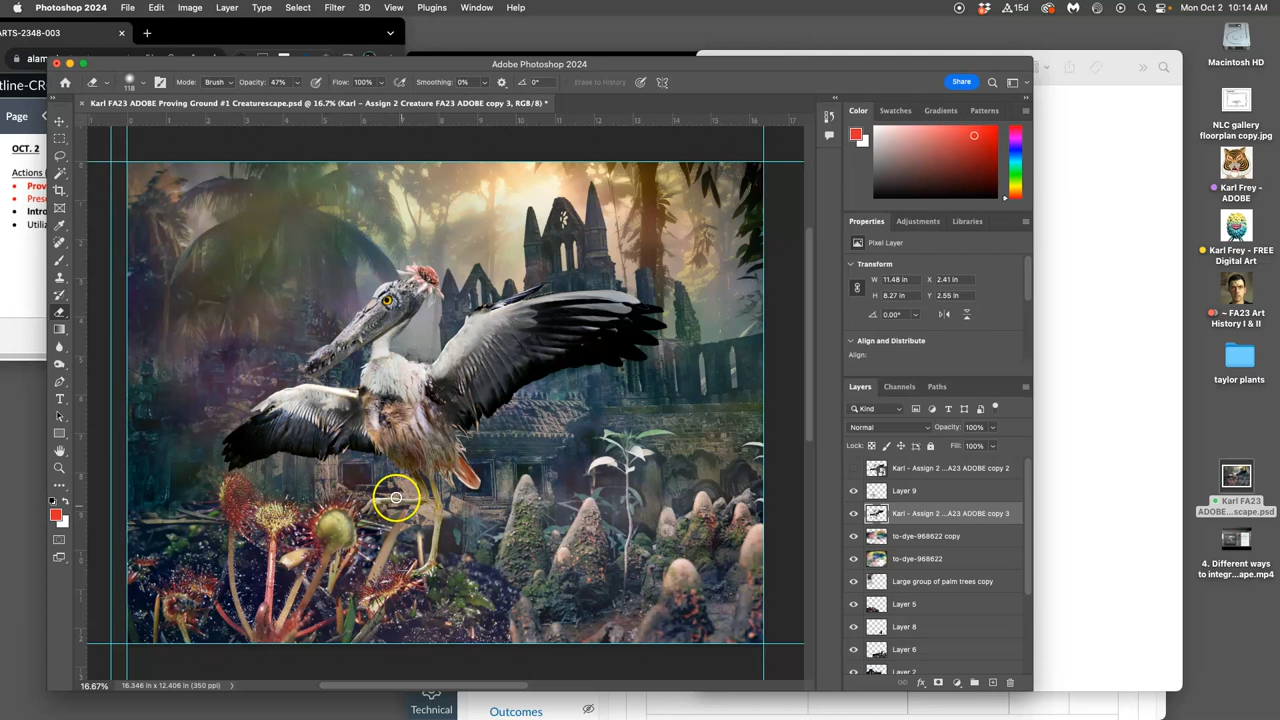 Photoshop 2024 File Edit Image Layer Type Select Filter 3D View Plugins Window Help
15d
Mon Oct 2 10:14 AM
ARTS-2348-003
alam
tline-CR
Page
OCT. 2
Actions
Prov
Prese
Intro
Utiliz
Adobe Photoshop 2024
118
Mode: Brush
Opacity: 47%
Flow: 100%
Smoothing: 0%
0°
Erase to History
Share
Karl FA23 ADOBE Proving Ground #1 Creaturescape.psd @ 16.7% (Karl – Assign 2 Creature FA23 ADOBE copy 3, RGB/8) *
Color Swatches Gradients Patterns
Properties Adjustments Libraries
Pixel Layer
Transform
W 11.48 in X 2.41 in
H 8.27 in Y 2.55 in
0.00°
Align and Distribute
Align:
Layers Channels Paths
Kind
Normal Opacity: 100%
Lock: Fill: 100%
Karl - Assign 2 ...A23 ADOBE copy 2
Layer 9
Karl - Assign 2 ...A23 ADOBE copy 3
to-dye-968622 copy
to-dye-968622
Large group of palm trees copy
Layer 5
Layer 8
Layer 6
Layer 2
16.67% 16.346 in x 12.406 in (350 ppi)
Technical
Outcomes
Macintosh HD
NLC gallery
floorplan copy.jpg
Karl Frey -
ADOBE
Karl Frey - FREE
Digital Art
~ FA23 Art
History I & II
taylor plants
Karl FA23
ADOBE...scape.psd
4. Different ways
to integr...ape.mp4